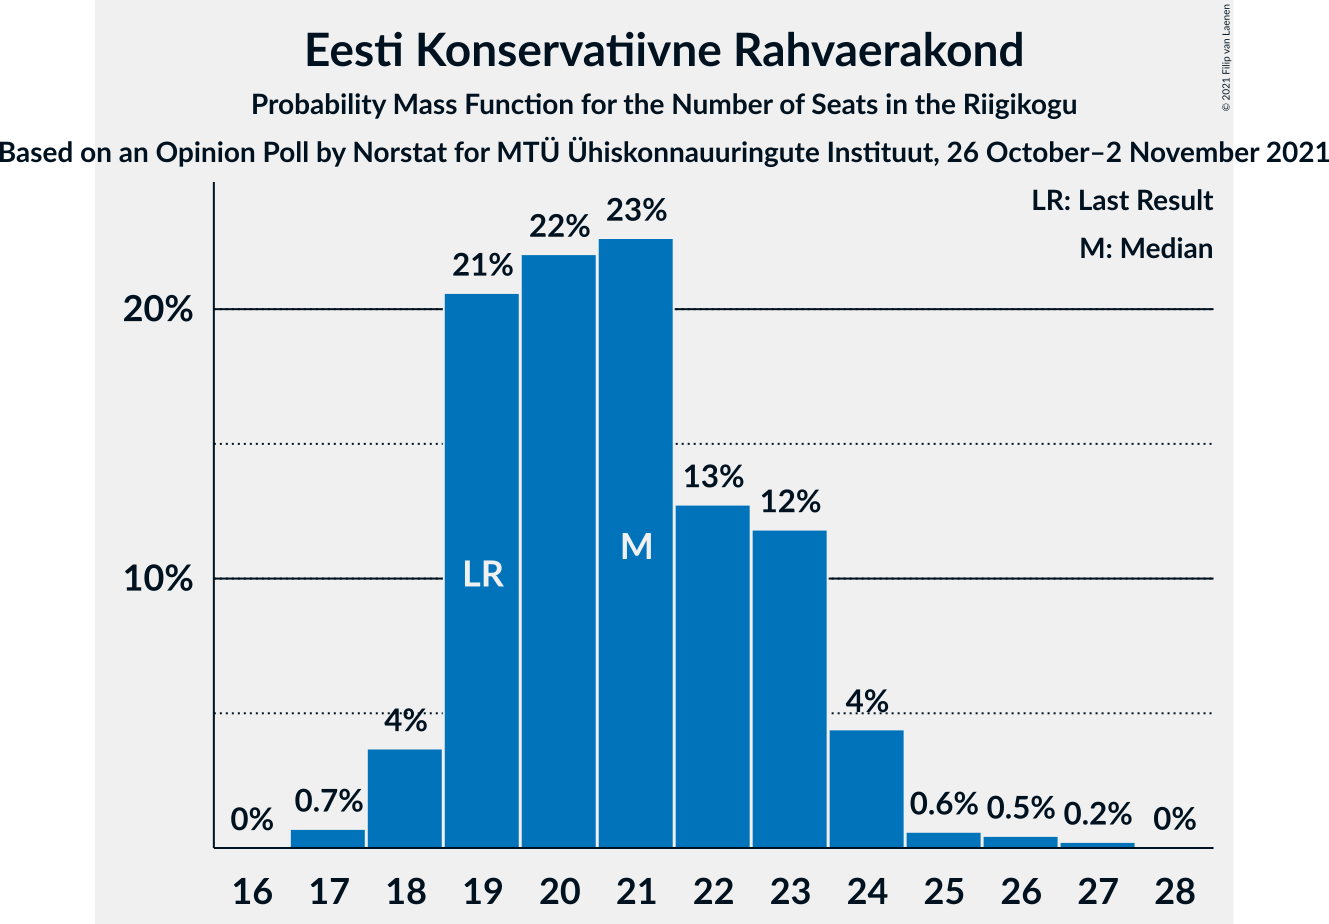 Eesti Konservatiivne Rahvaerakond
Probability Mass Function for the Number of Seats in the Riigikogu
Based on an Opinion Poll by Norstat for MTÜ Ühiskonnauuringute Instituut, 26 October–2 November 2021
© 2021 Filip van Laenen
LR: Last Result
M: Median
20%
10%
0%
0.7%
4%
21%
22%
23%
13%
12%
4%
0.6%
0.5%
0.2%
0%
LR
M
16 17 18 19 20 21 22 23 24 25 26 27 28